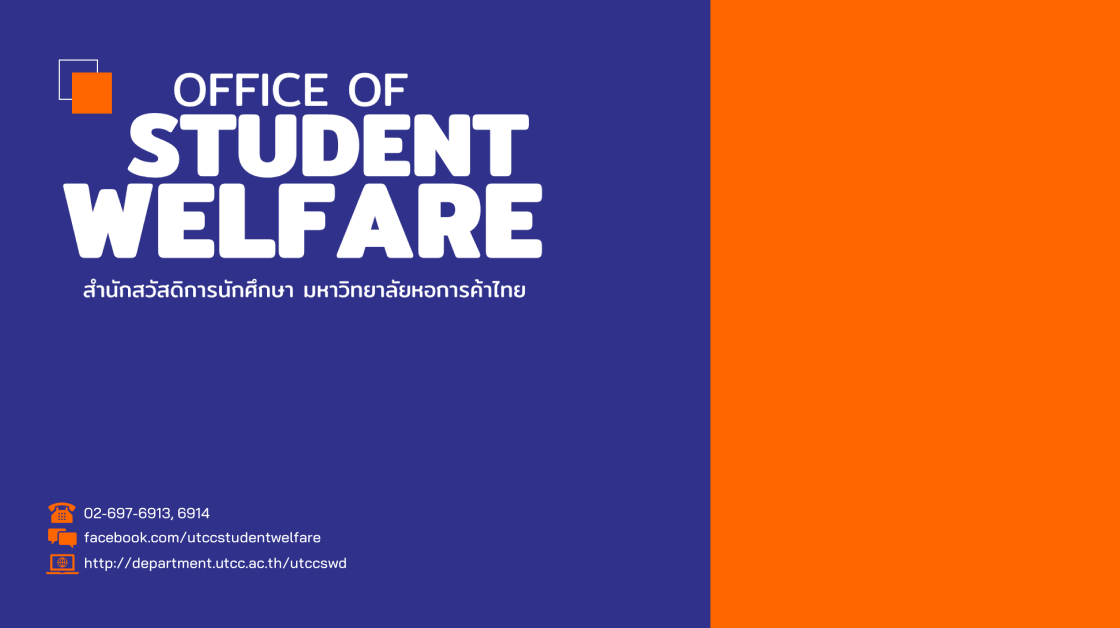 OFFICE OF
STUDENT
WELFARE
สำนักสวัสดิการนักศึกษา มหาวิทยาลัยหอการค้าไทย
02-697-6913, 6914
facebook.com/utccstudentwelfare
http://department.utcc.ac.th/utccswd